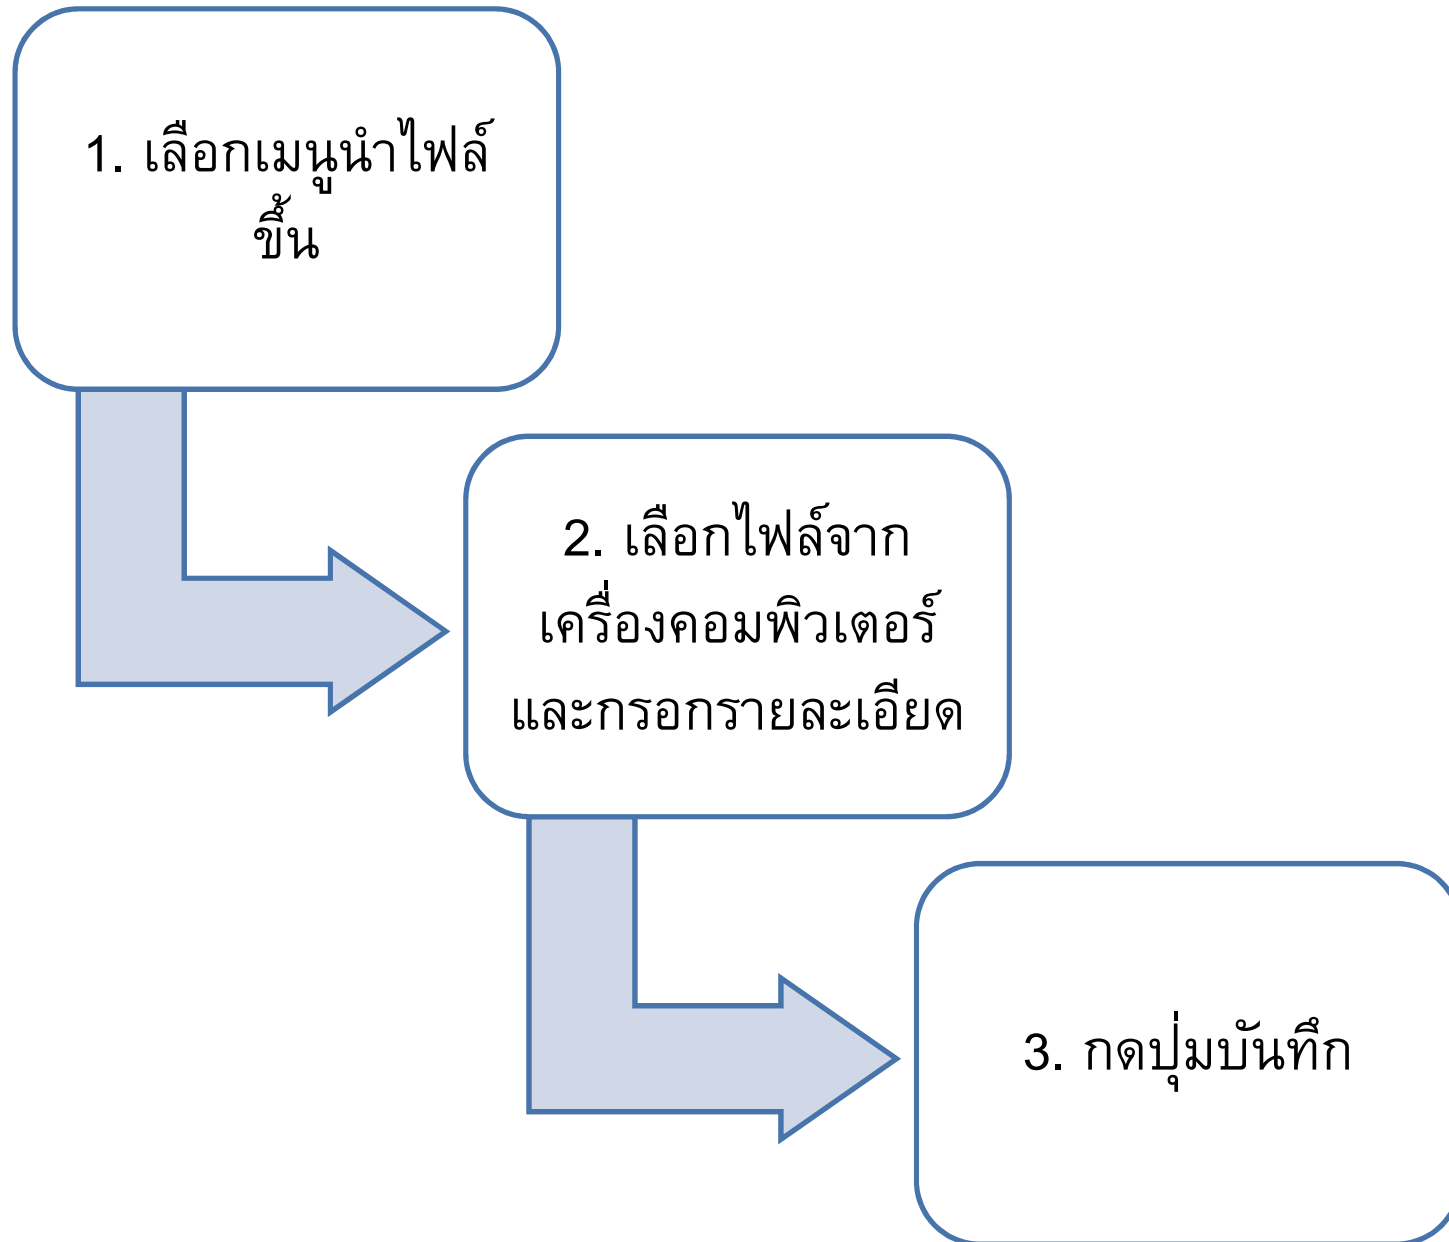 1. เลือกเมนูนำไฟล์
ขึ้น
2. เลือกไฟล์จาก
เครื่องคอมพิวเตอร์
และกรอกรายละเอียด
3. กดปุ่มบันทึก